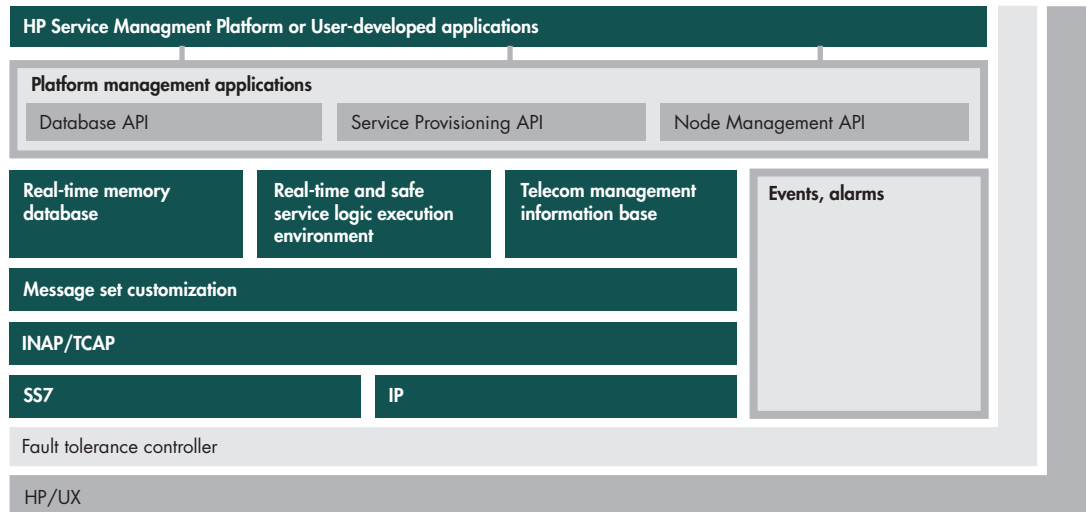 HP Service Managment Platform or User-developed applications
Platform management applications
Database API
Service Provisioning API
Node Management API
Real-time memory
database
Real-time and safe
service logic execution
environment
Telecom management
information base
Events, alarms
Message set customization
INAP/TCAP
SS7
IP
Fault tolerance controller
HP/UX